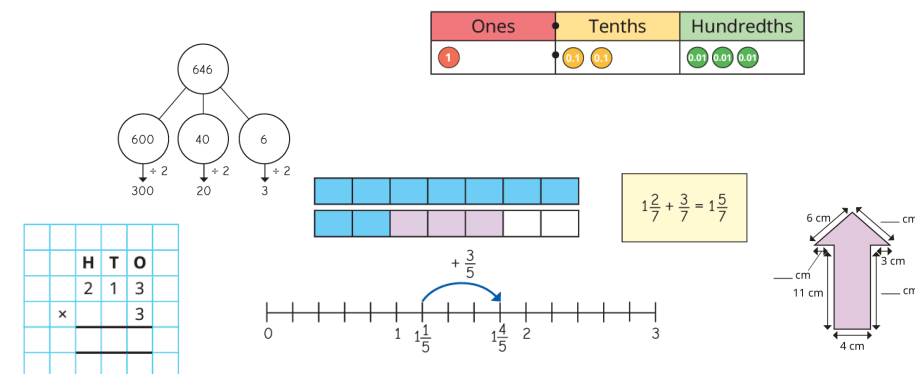 646
600 40 6
÷ 2 ÷ 2 ÷ 2
300 20 3
Ones Tenths Hundredths
1 0.1 0.1 0.01 0.01 0.01
1 2/7 + 3/7 = 1 5/7
H T O
2 1 3
× 3
+ 3/5
0 1 1 1/5 1 4/5 2 3
6 cm ___ cm
3 cm
___ cm
11 cm ___ cm
4 cm